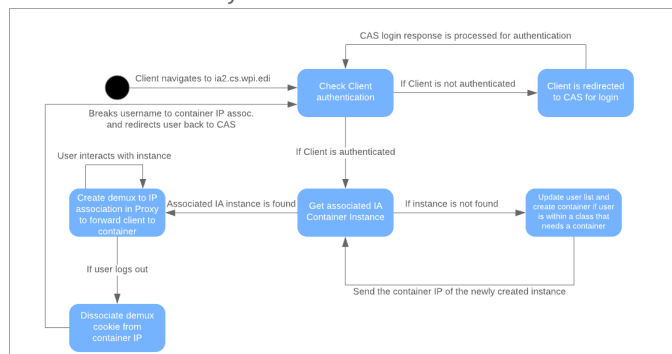 CAS login response is processed for authentication
Client navigates to ia2.cs.wpi.edi
Check Client
authentication
If Client is not authenticated
Client is redirected
to CAS for login
Breaks username to container IP assoc.
and redirects user back to CAS
If Client is authenticated
User interacts with instance
Create demux to IP
association in Proxy
to forward client to
container
Associated IA instance is found
Get associated IA
Container Instance
If instance is not found
Update user list and
create container if user
is within a class that
needs a container
If user logs out
Send the container IP of the newly created instance
Dissociate demux
cookie from
container IP